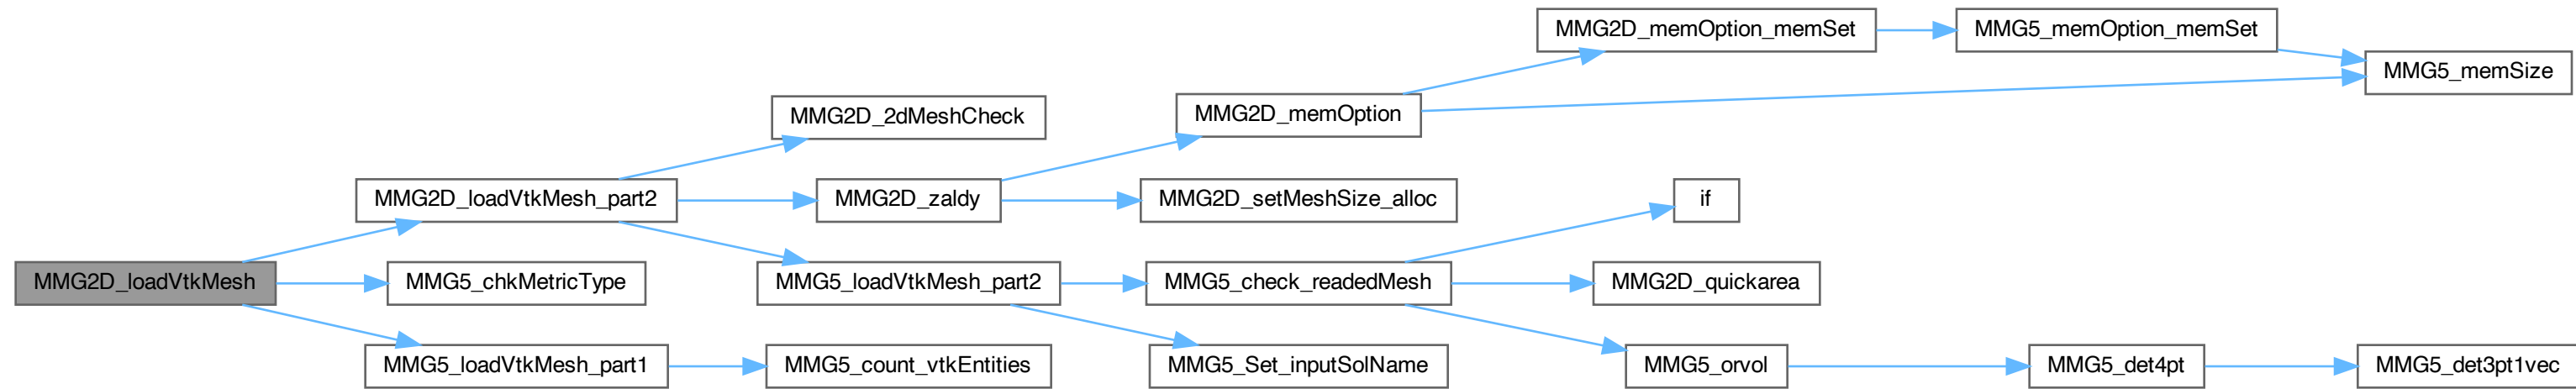 MMG2D_memOption_memSet
MMG5_memOption_memSet
MMG5_memSize
MMG2D_2dMeshCheck
MMG2D_memOption
MMG2D_loadVtkMesh_part2
MMG2D_zaldy
MMG2D_setMeshSize_alloc
if
MMG2D_loadVtkMesh
MMG5_chkMetricType
MMG5_loadVtkMesh_part2
MMG5_check_readedMesh
MMG2D_quickarea
MMG5_loadVtkMesh_part1
MMG5_count_vtkEntities
MMG5_Set_inputSolName
MMG5_orvol
MMG5_det4pt
MMG5_det3pt1vec